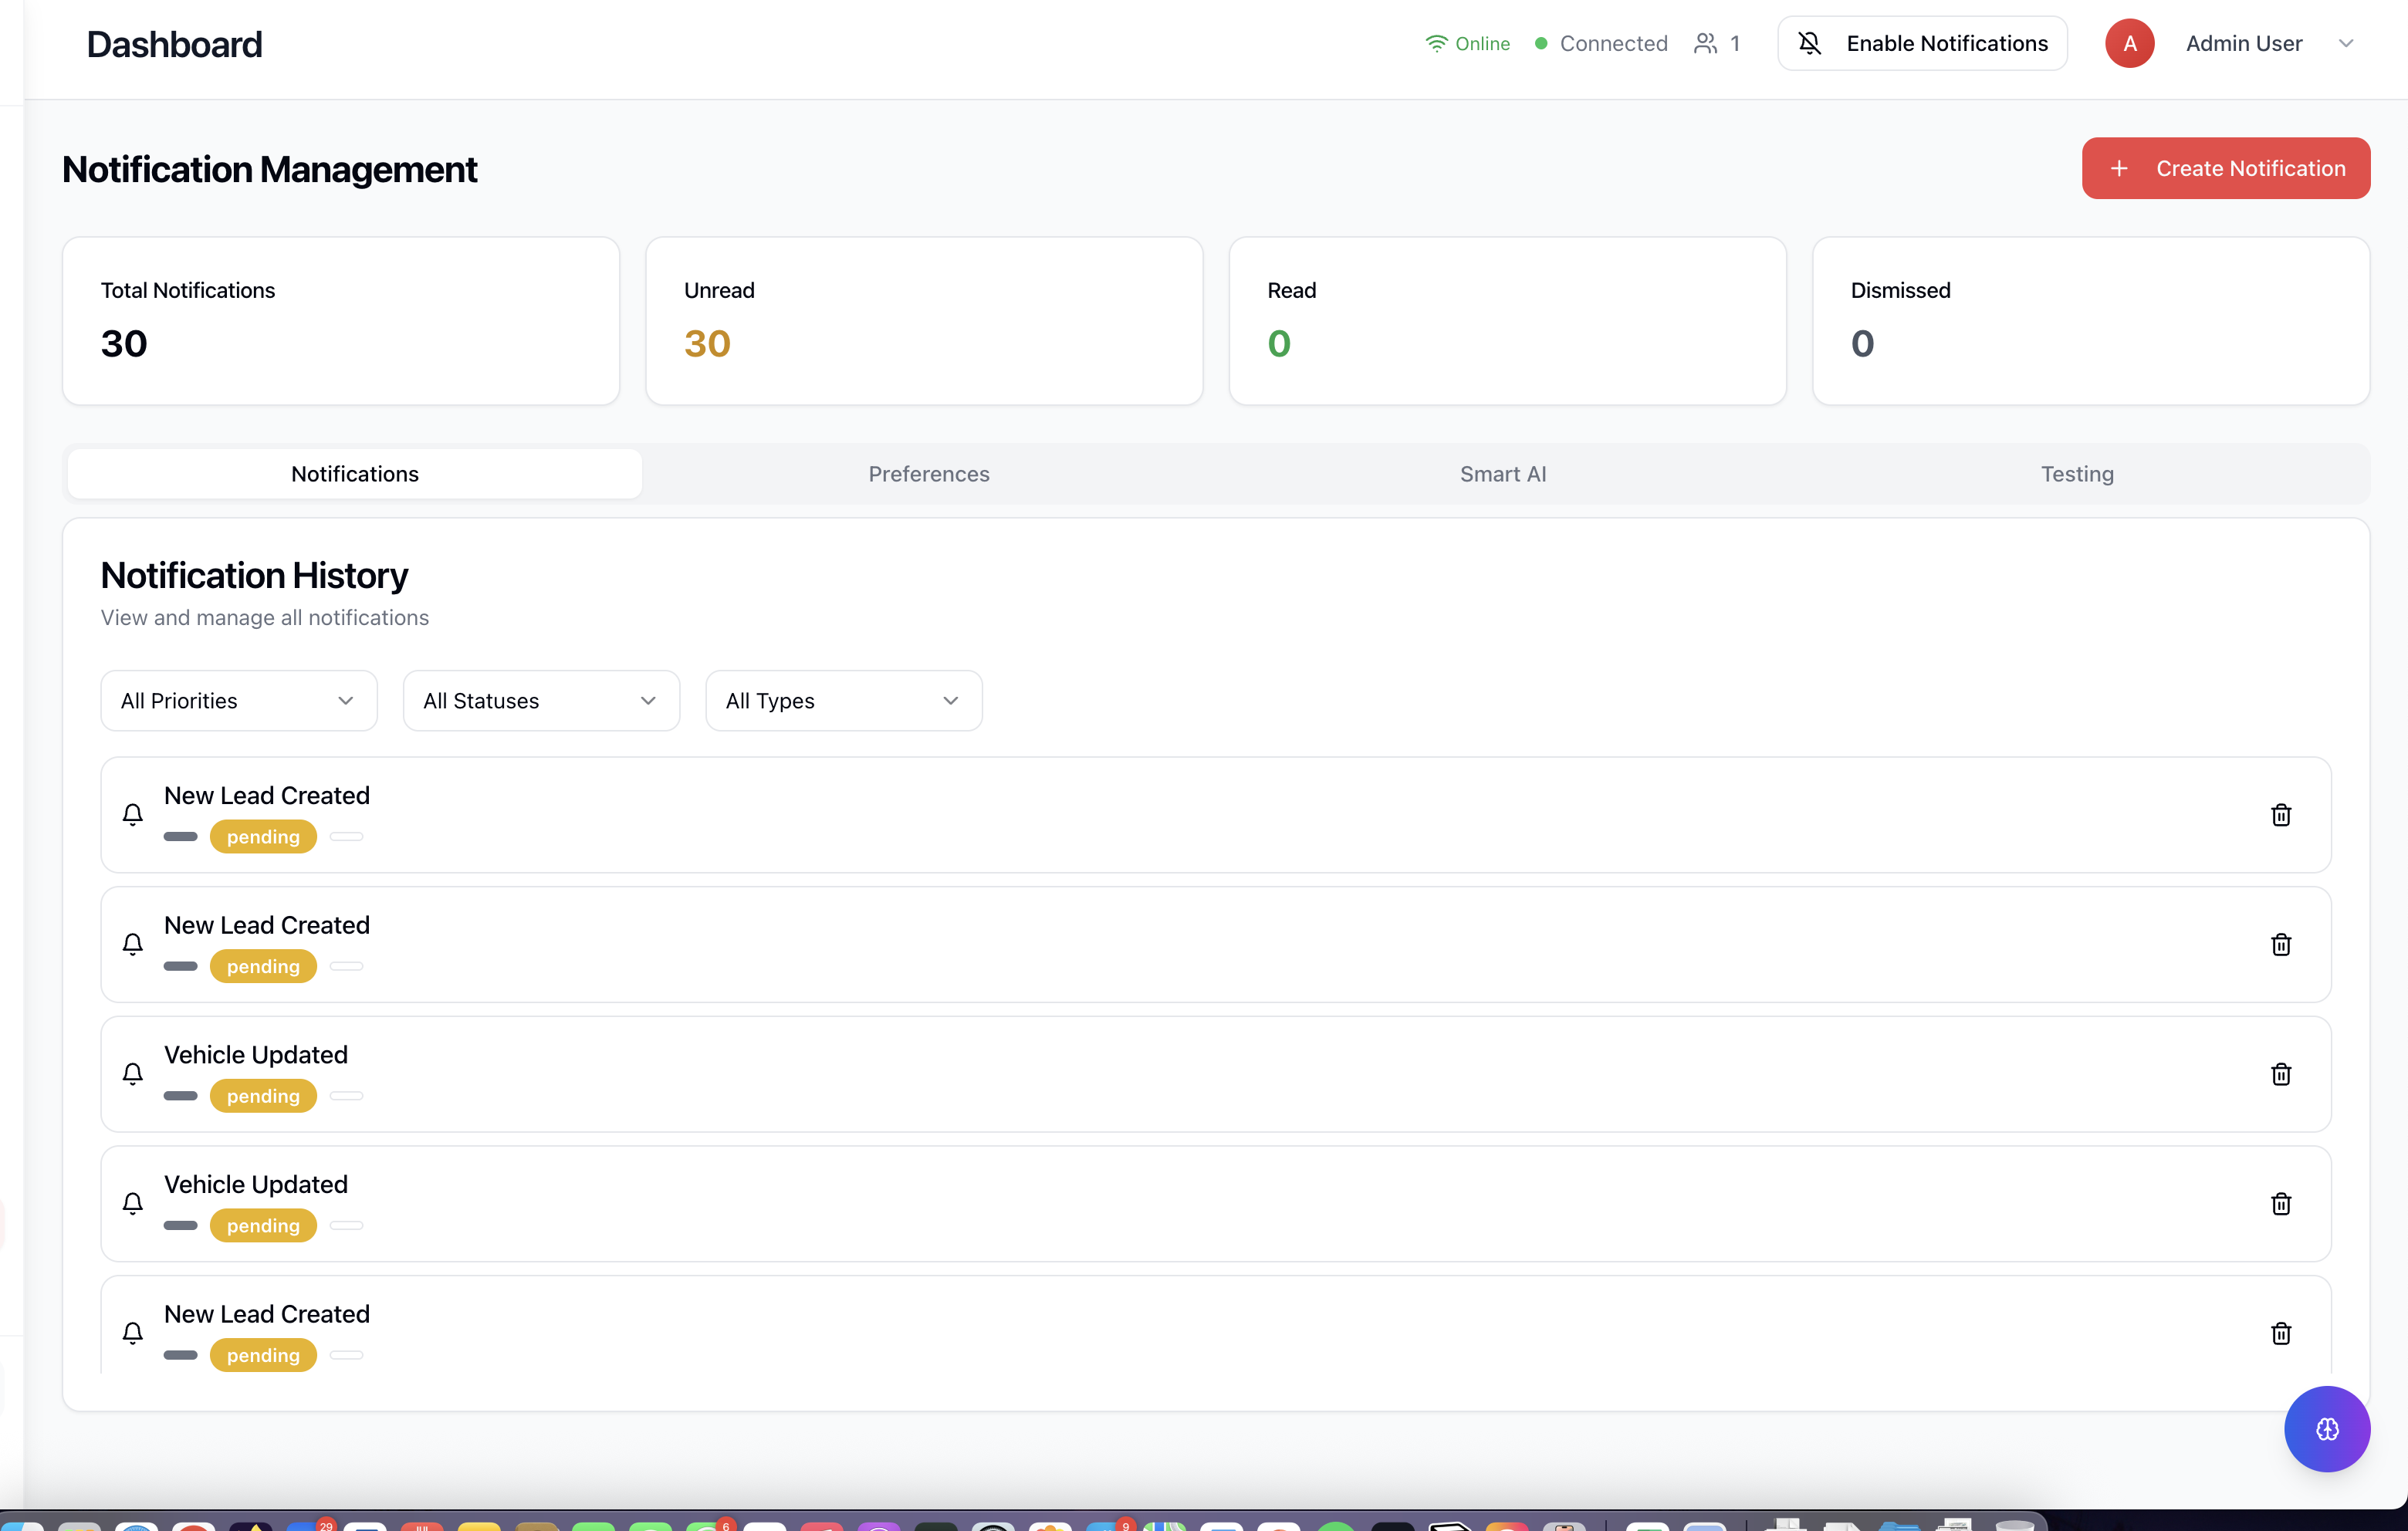 Dashboard
Online
Connected
1
Enable Notifications
A
Admin User
Notification Management
Create Notification
Total Notifications
30
Unread
30
Read
0
Dismissed
0
Notifications
Preferences
Smart AI
Testing
Notification History
View and manage all notifications
All Priorities
All Statuses
All Types
New Lead Created
pending
New Lead Created
pending
Vehicle Updated
pending
Vehicle Updated
pending
New Lead Created
pending
29
6
9